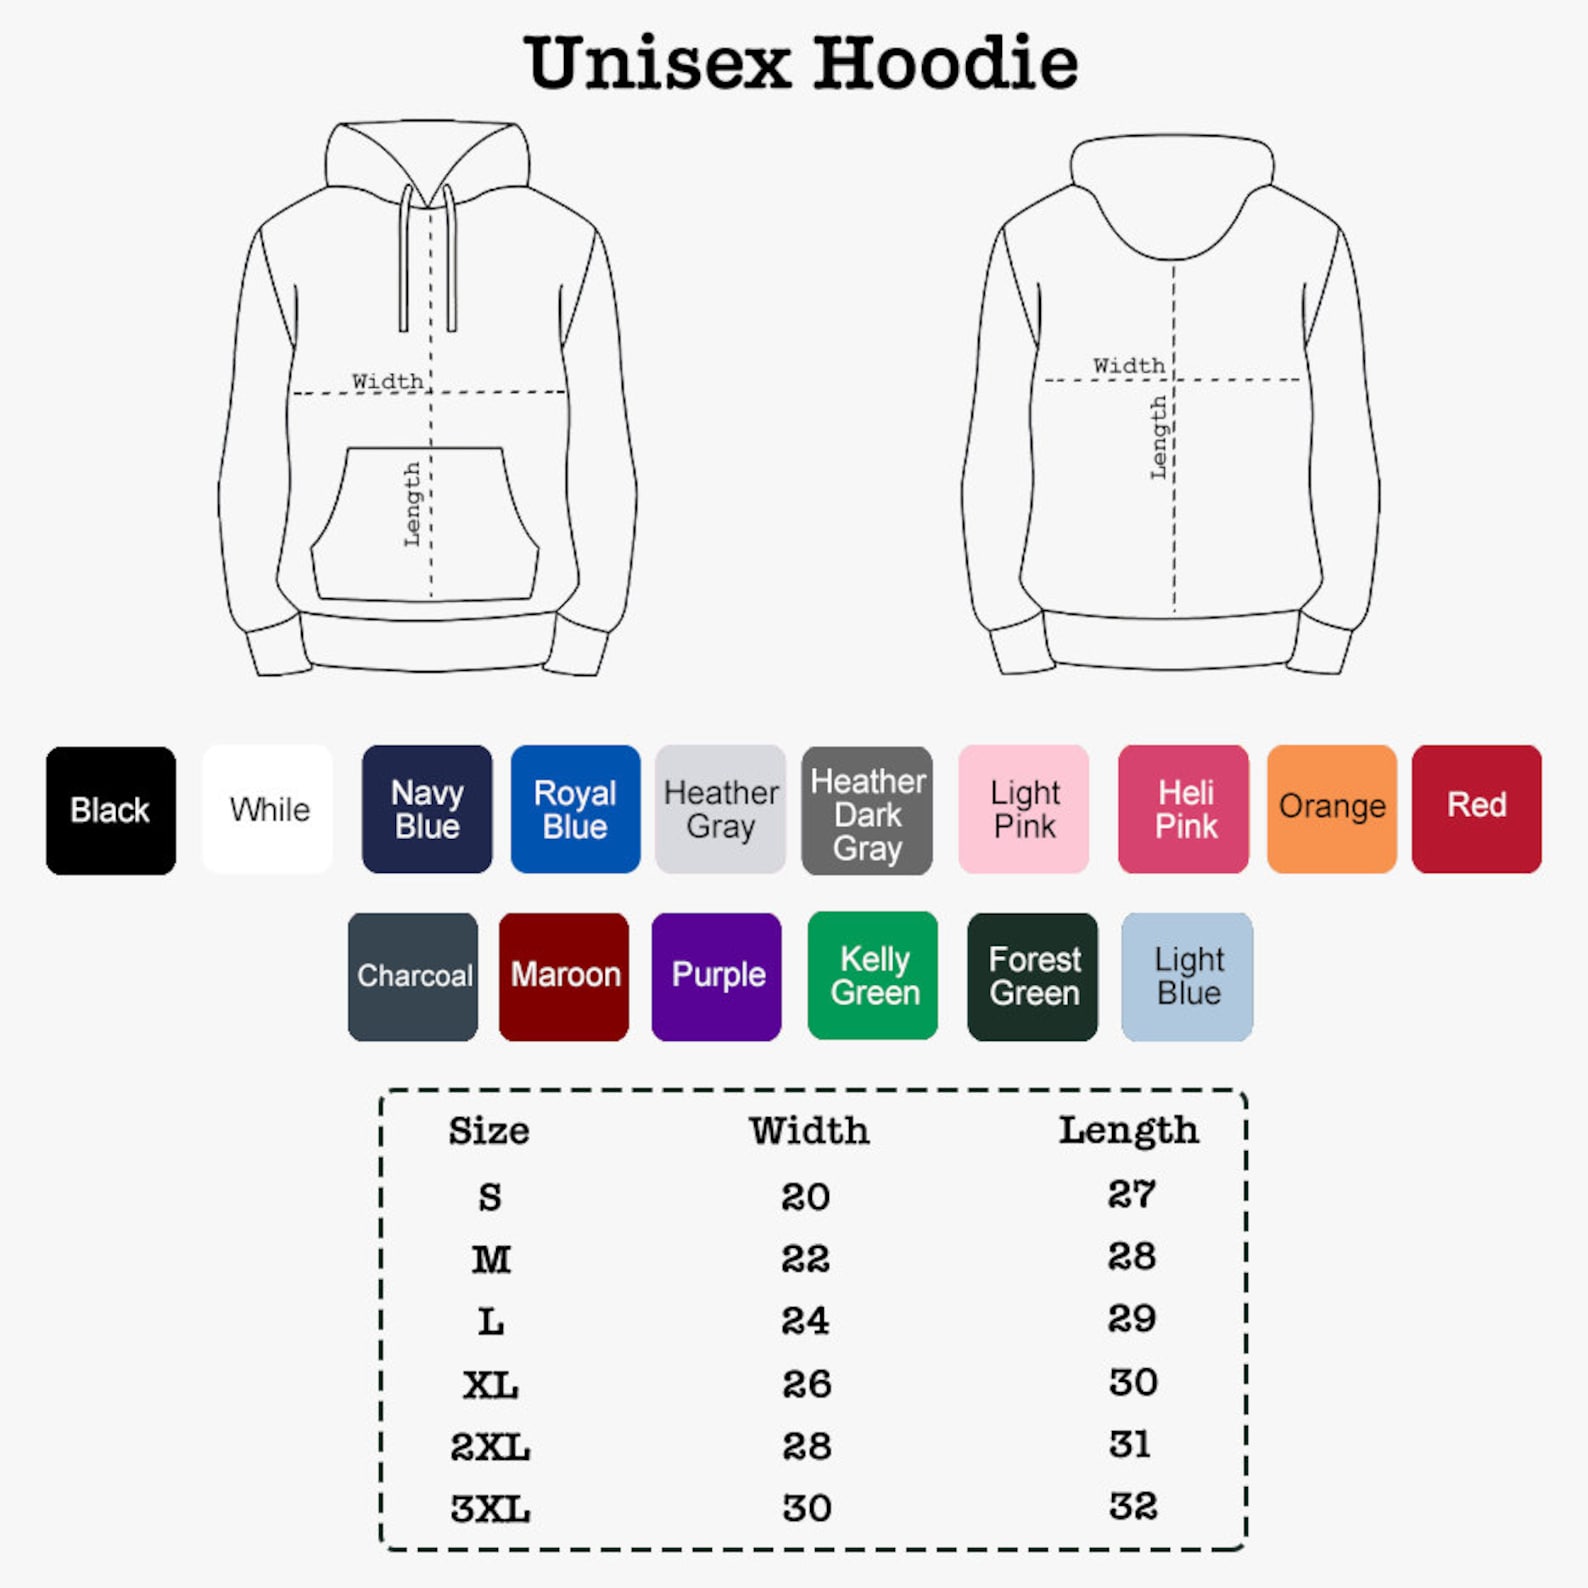 Unisex Hoodie
Width
Length
Width
Length
Black
While
Navy
Blue
Royal
Blue
Heather
Gray
Heather
Dark
Gray
Light
Pink
Heli
Pink
Orange
Red
Charcoal
Maroon
Purple
Kelly
Green
Forest
Green
Light
Blue
Size Width Length
S 20 27
M 22 28
L 24 29
XL 26 30
2XL 28 31
3XL 30 32